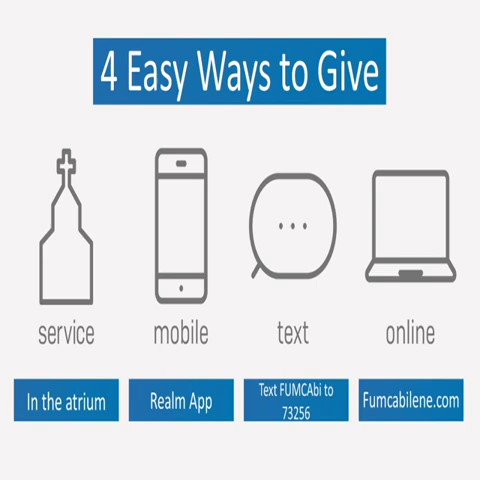 4 Easy Ways to Give
service
mobile
text
online
In the atrium
Realm App
Text FUMCAbi to
73256
Fumcabilene.com